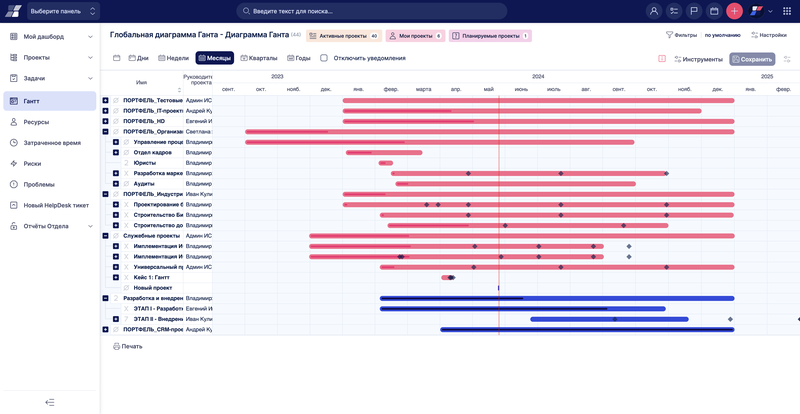 Выберите панель
Введите текст для поиска...
Глобальная диаграмма Ганта - Диаграмма Ганта (44)
Активные проекты 40
Мои проекты 6
Планируемые проекты 1
Фильтры по умолчанию
Настройки
Дни
Недели
Месяцы
Кварталы
Годы
Отключить уведомления
Инструменты
Сохранить
Мой дашборд
Проекты
Задачи
Гантт
Ресурсы
Затраченное время
Риски
Проблемы
Новый HelpDesk тикет
Отчёты Отдела
Имя
Руководите
проекта
2023
2024
2025
сент.
окт.
нояб.
дек.
янв.
февр.
марта
апр.
май
июнь
июль
авг.
сент.
окт.
нояб.
дек.
янв.
февр.
ПОРТФЕЛЬ_Тестовые Админ ИС
ПОРТФЕЛЬ_IT-проект Андрей Ку
ПОРТФЕЛЬ_HD Евгений И
ПОРТФЕЛЬ_Организа Светлана
Управление проце Владимир
Отдел кадров Владимир
Юристы Владимир
Разработка марке Владимир
Аудиты Владимир
ПОРТФЕЛЬ_Индустри Иван Кули
Проектирование б Владимир
Строительство Би Владимир
Строительство до Владимир
Служебные проекты Админ ИС
Имплементация И Владимир
Имплементация И Владимир
Универсальный п Админ ИС
Кейс 1: Гантт Владимир
Новый проект
Разработка и внедрен Владимир
ЭТАП I - Разработ Евгений И
ЭТАП II - Внедрен Иван Кули
ПОРТФЕЛЬ_CRM-прое Андрей Ку
Печать